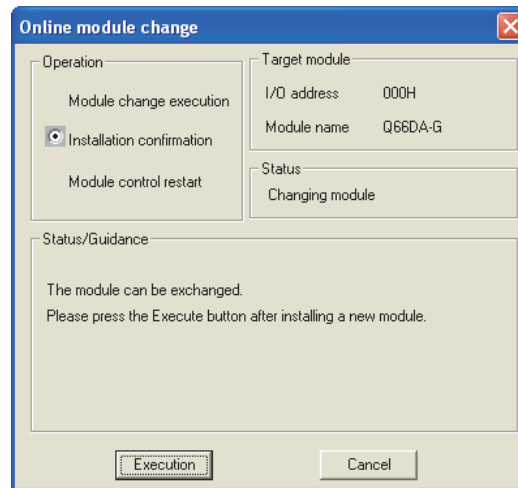 Online module change
Operation
Module change execution
Installation confirmation
Module control restart
Target module
I/O address 000H
Module name Q66DA-G
Status
Changing module
Status/Guidance
The module can be exchanged.
Please press the Execute button after installing a new module.
Execution Cancel